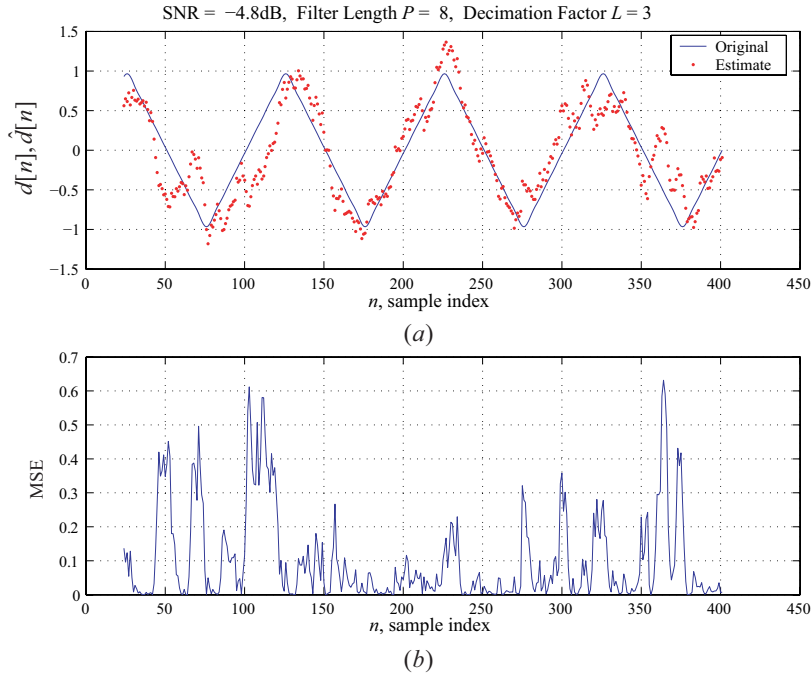 SNR = −4.8dB, Filter Length P = 8, Decimation Factor L = 3
1.5
1
0.5
0
−0.5
−1
−1.5
d[n], d̂[n]
Original
Estimate
0 50 100 150 200 250 300 350 400 450
n, sample index
(a)
0.7
0.6
0.5
0.4
0.3
0.2
0.1
0
MSE
0 50 100 150 200 250 300 350 400 450
n, sample index
(b)